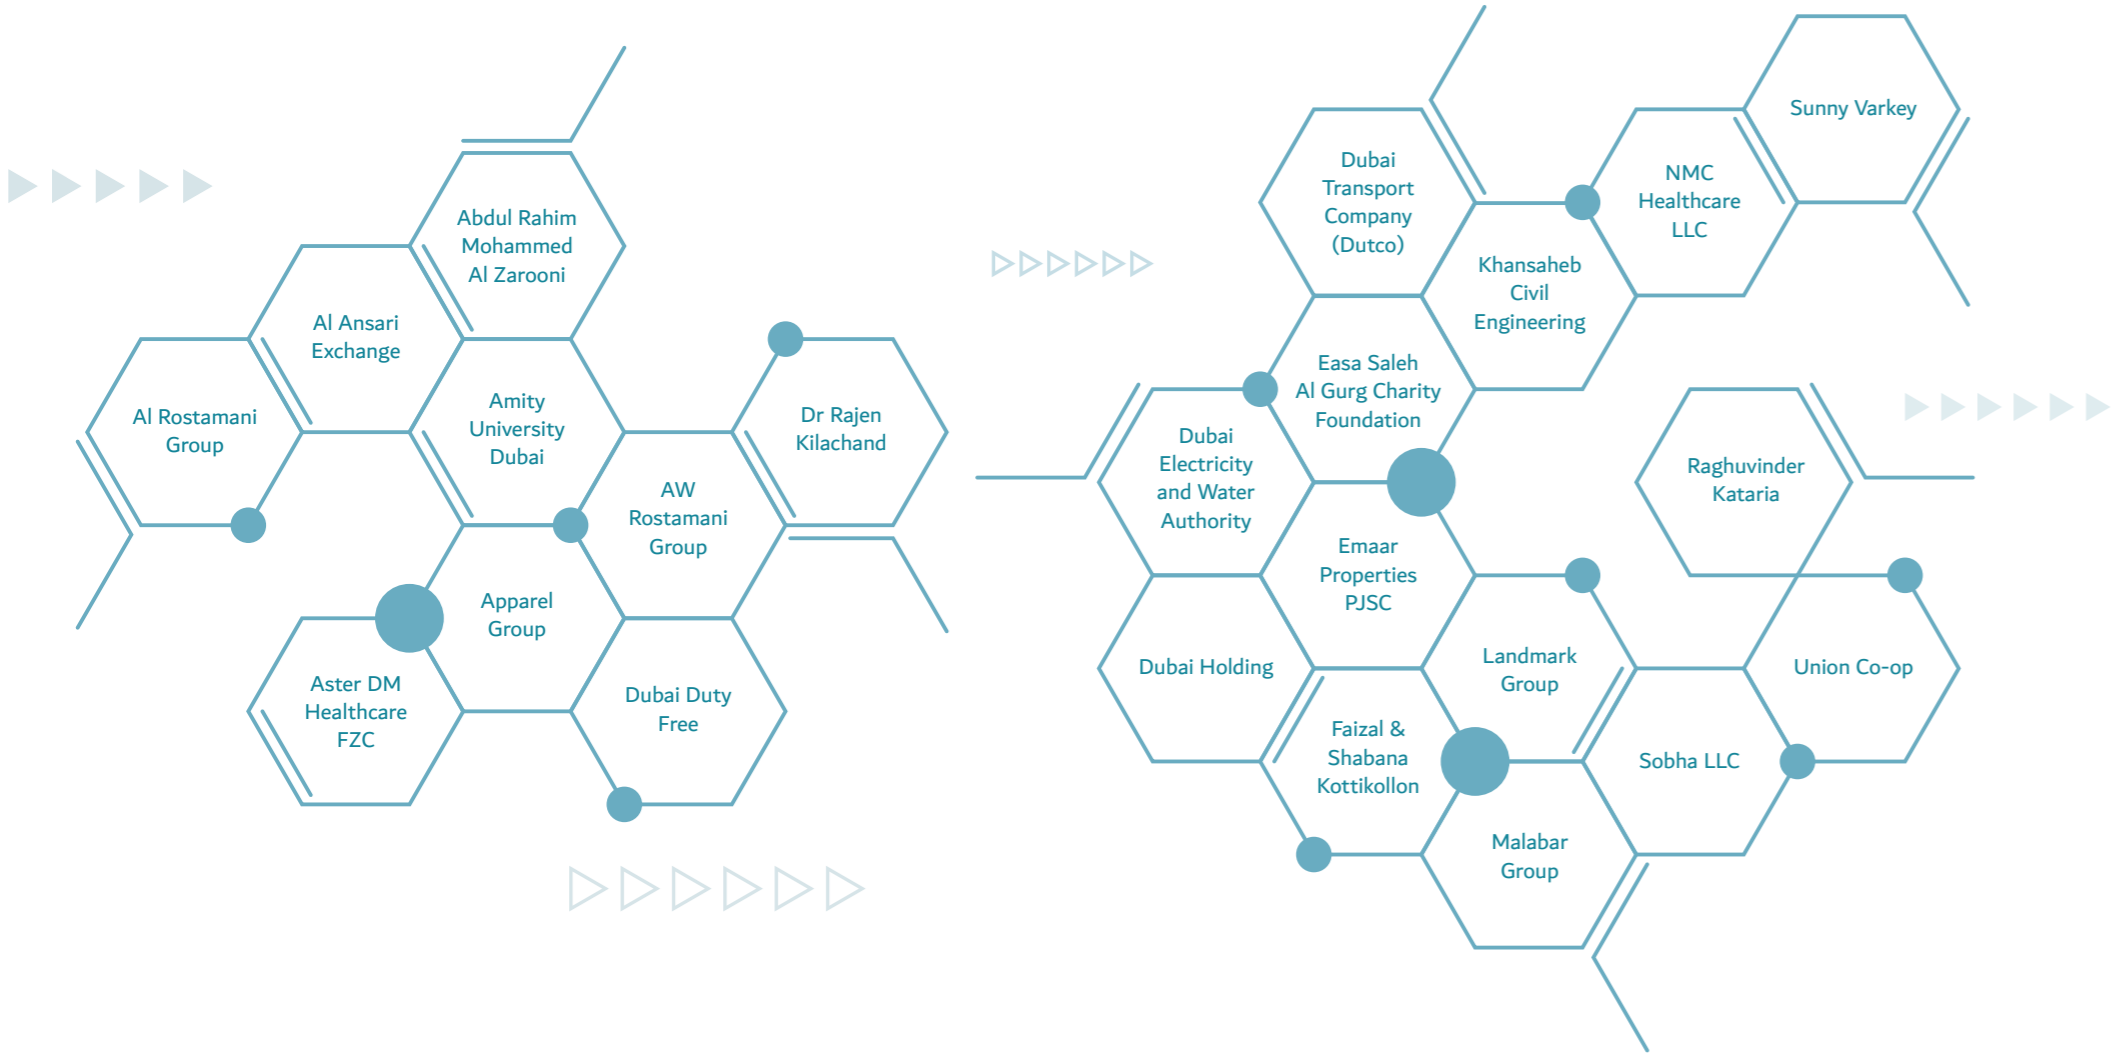 Abdul Rahim
Mohammed
Al Zarooni
Al Ansari
Exchange
Al Rostamani
Group
Amity
University
Dubai
Dr Rajen
Kilachand
AW
Rostamani
Group
Apparel
Group
Aster DM
Healthcare
FZC
Dubai Duty
Free
Sunny Varkey
Dubai
Transport
Company
(Dutco)
NMC
Healthcare
LLC
Khansaheb
Civil
Engineering
Easa Saleh
Al Gurg Charity
Foundation
Dubai
Electricity
and Water
Authority
Raghuvinder
Kataria
Emaar
Properties
PJSC
Dubai Holding
Landmark
Group
Union Co-op
Faizal &
Shabana
Kottikollon
Sobha LLC
Malabar
Group